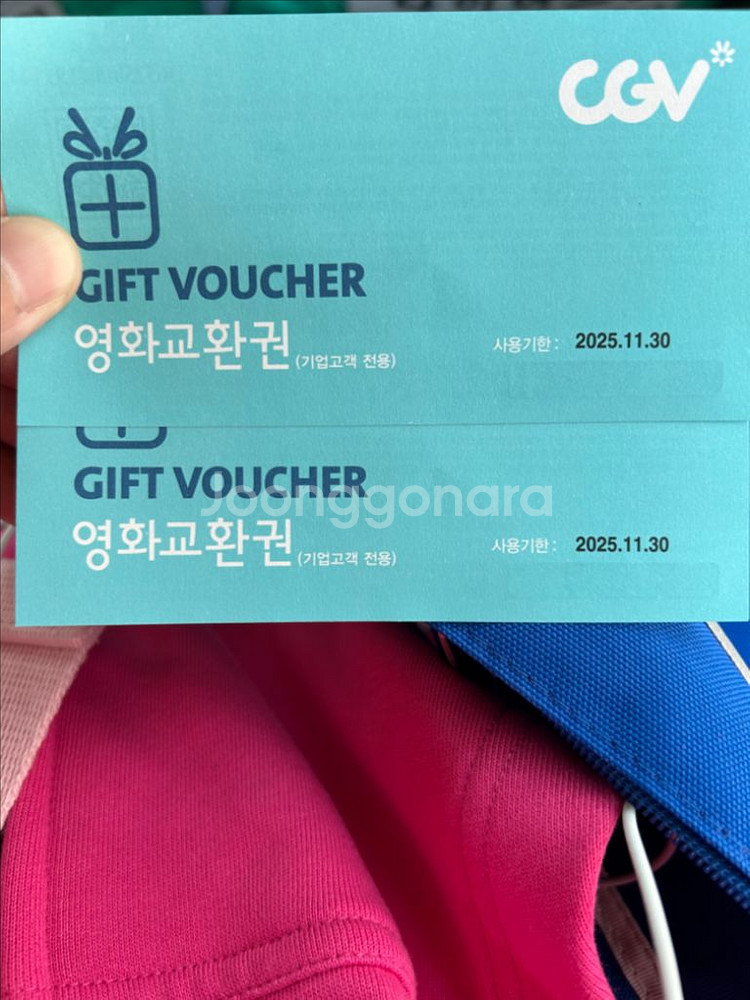 CGV
GIFT VOUCHER
영화교환권 (기업고객 전용)
사용기한 : 2025.11.30
GIFT VOUCHER
Joonggonara
영화교환권 (기업고객 전용)
사용기한 : 2025.11.30